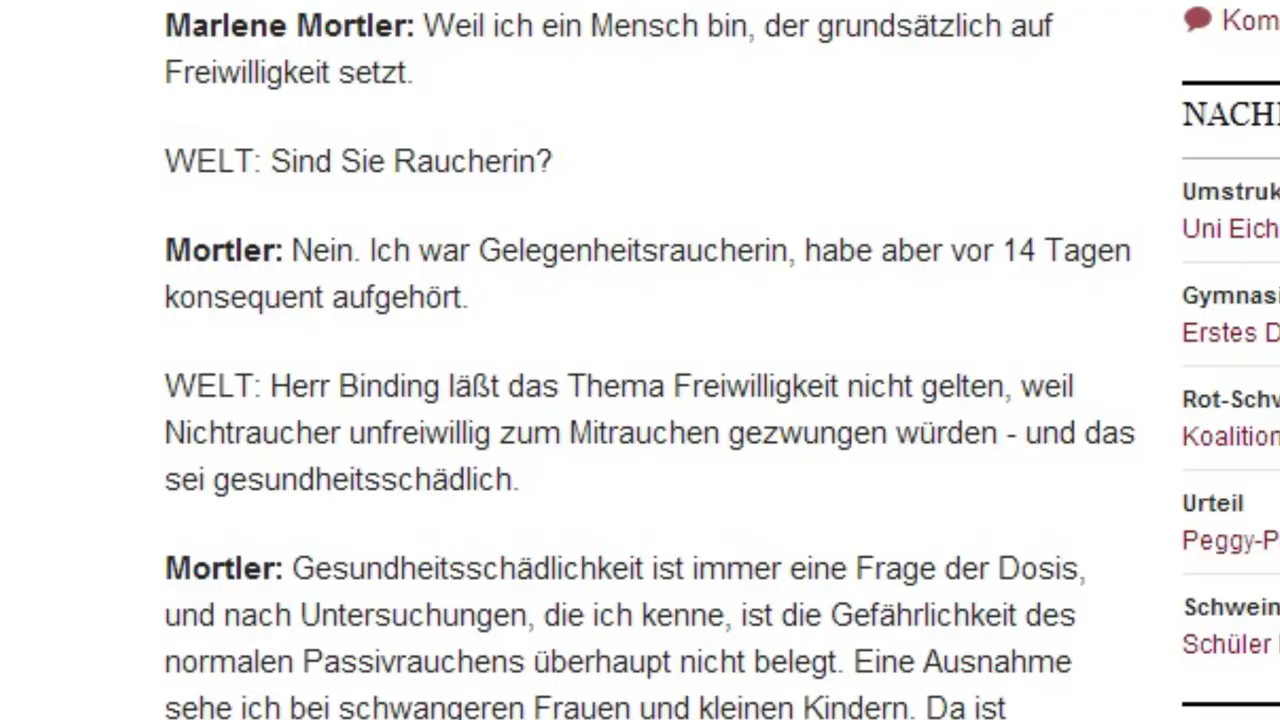 Marlene Mortler: Weil ich ein Mensch bin, der grundsätzlich auf
Freiwilligkeit setzt.
WELT: Sind Sie Raucherin?
Mortler: Nein. Ich war Gelegenheitsraucherin, habe aber vor 14 Tagen
konsequent aufgehört.
WELT: Herr Binding läßt das Thema Freiwilligkeit nicht gelten, weil
Nichtraucher unfreiwillig zum Mitrauchen gezwungen würden - und das
sei gesundheitsschädlich.
Mortler: Gesundheitsschädlichkeit ist immer eine Frage der Dosis,
und nach Untersuchungen, die ich kenne, ist die Gefährlichkeit des
normalen Passivrauchens überhaupt nicht belegt. Eine Ausnahme
sehe ich bei schwangeren Frauen und kleinen Kindern. Da ist
Kom
NACH
Umstruk
Uni Eich
Gymnasi
Erstes D
Rot-Schw
Koalition
Urteil
Peggy-P
Schwein
Schüler